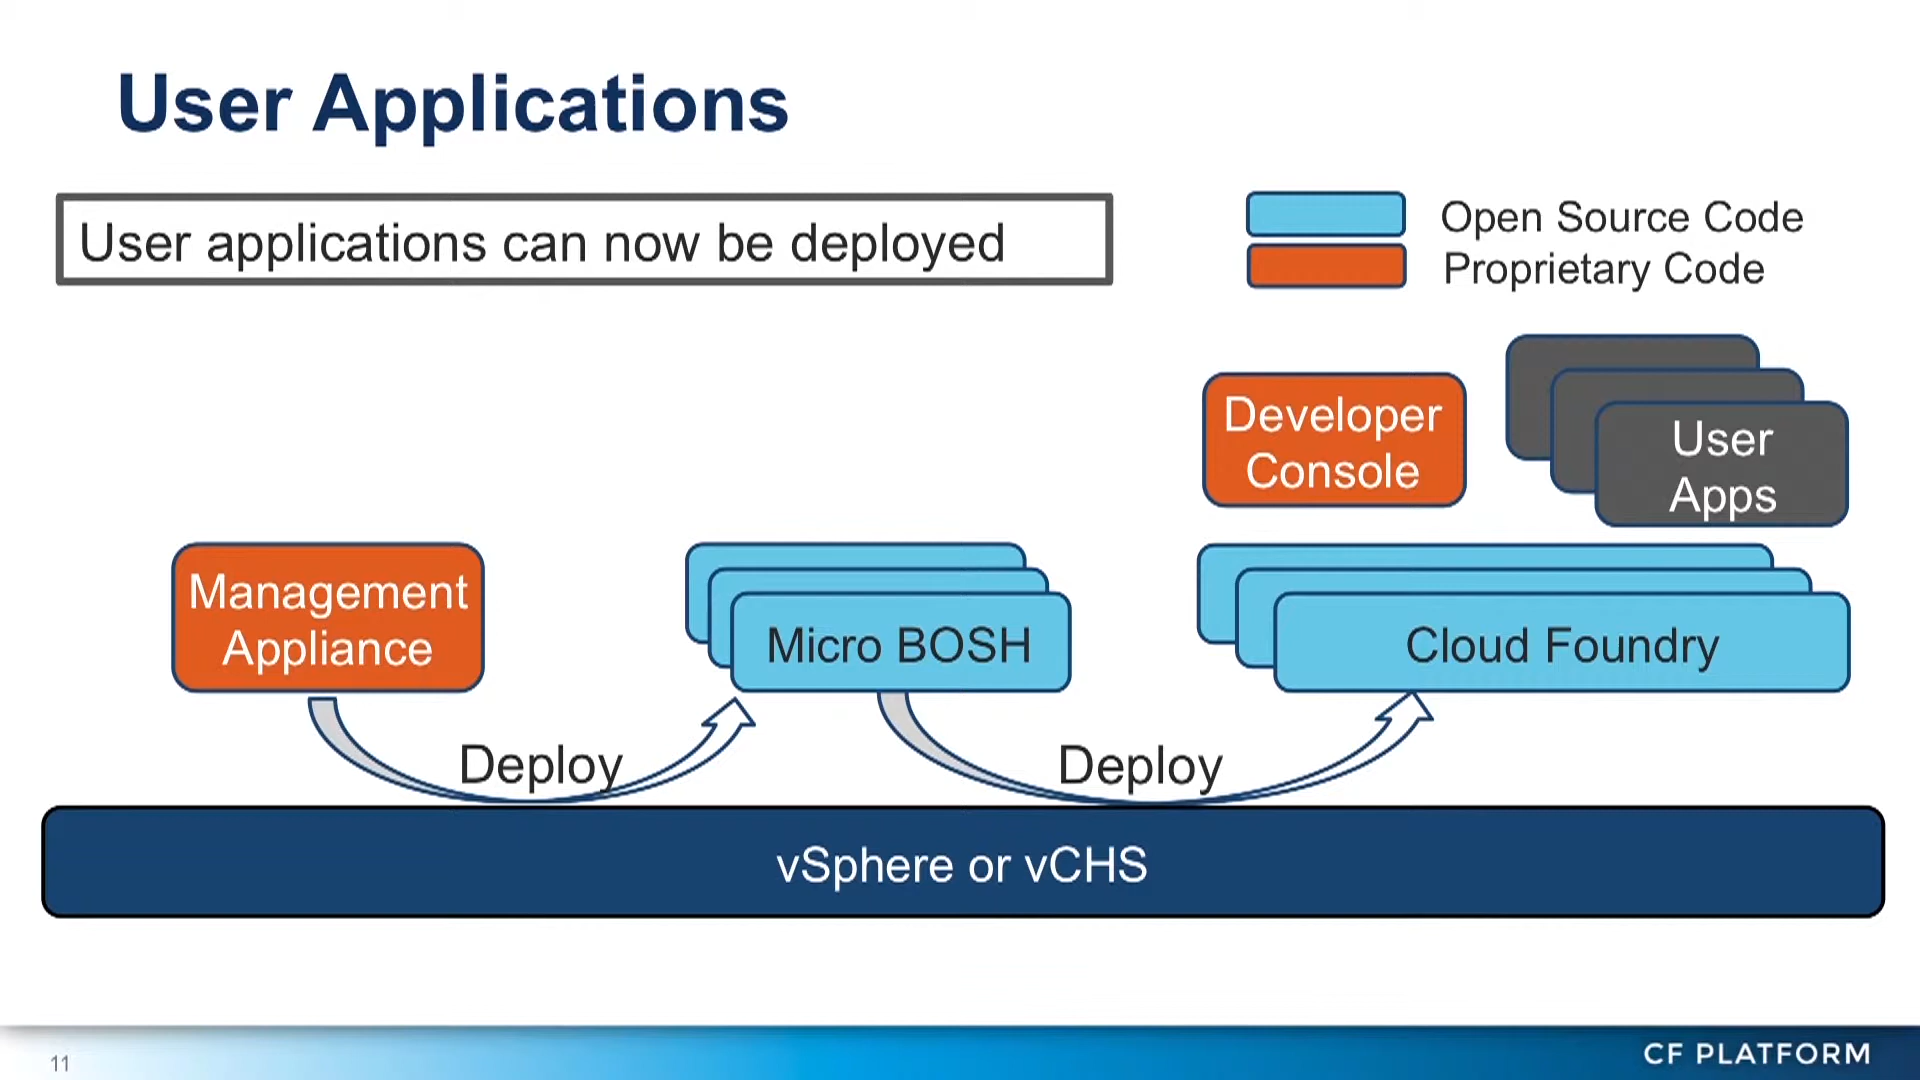 User Applications
User applications can now be deployed
Open Source Code
Proprietary Code
Developer
Console
User
Apps
Management
Appliance
Micro BOSH
Cloud Foundry
Deploy
Deploy
vSphere or vCHS
11
CF PLATFORM